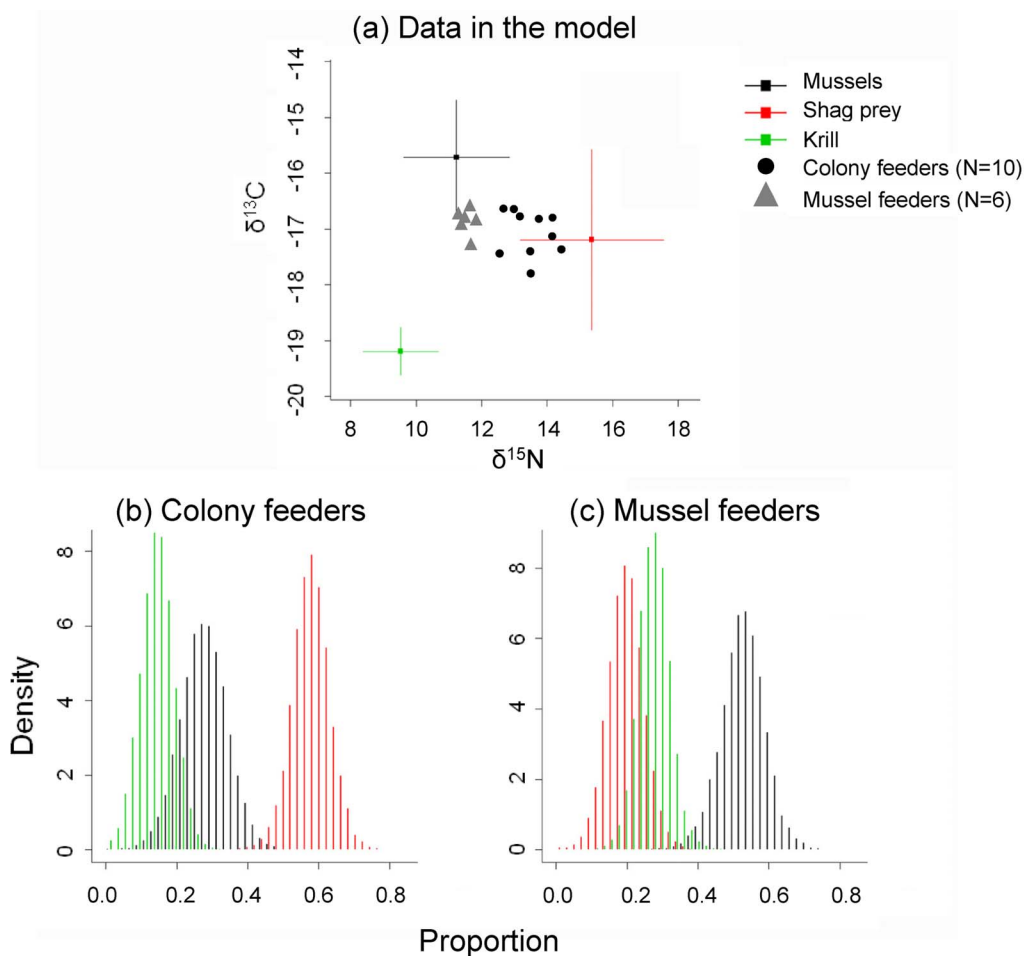 (a) Data in the model
-14
-15
-16
-17
-18
-19
-20
δ¹³C
8 10 12 14 16 18
δ¹⁵N
Mussels
Shag prey
Krill
Colony feeders (N=10)
Mussel feeders (N=6)
(b) Colony feeders
8
6
4
2
0
Density
0.0 0.2 0.4 0.6 0.8
(c) Mussel feeders
8
6
4
2
0
0.0 0.2 0.4 0.6 0.8
Proportion